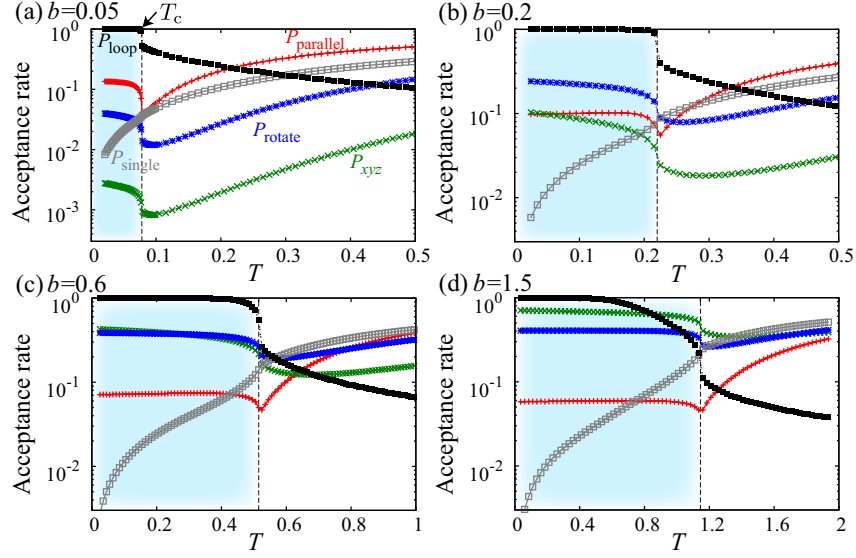 (a) b=0.05
T_c
10^0
10^-1
10^-2
10^-3
Acceptance rate
P_loop
P_parallel
P_rotate
P_single
P_xyz
0 0.1 0.2 0.3 0.4 0.5
T
(b) b=0.2
10^0
10^-1
10^-2
Acceptance rate
0 0.1 0.2 0.3 0.4 0.5
T
(c) b=0.6
10^0
10^-1
10^-2
Acceptance rate
0 0.2 0.4 0.6 0.8 1
T
(d) b=1.5
10^0
10^-1
10^-2
Acceptance rate
0 0.4 0.8 1.2 1.6 2
T